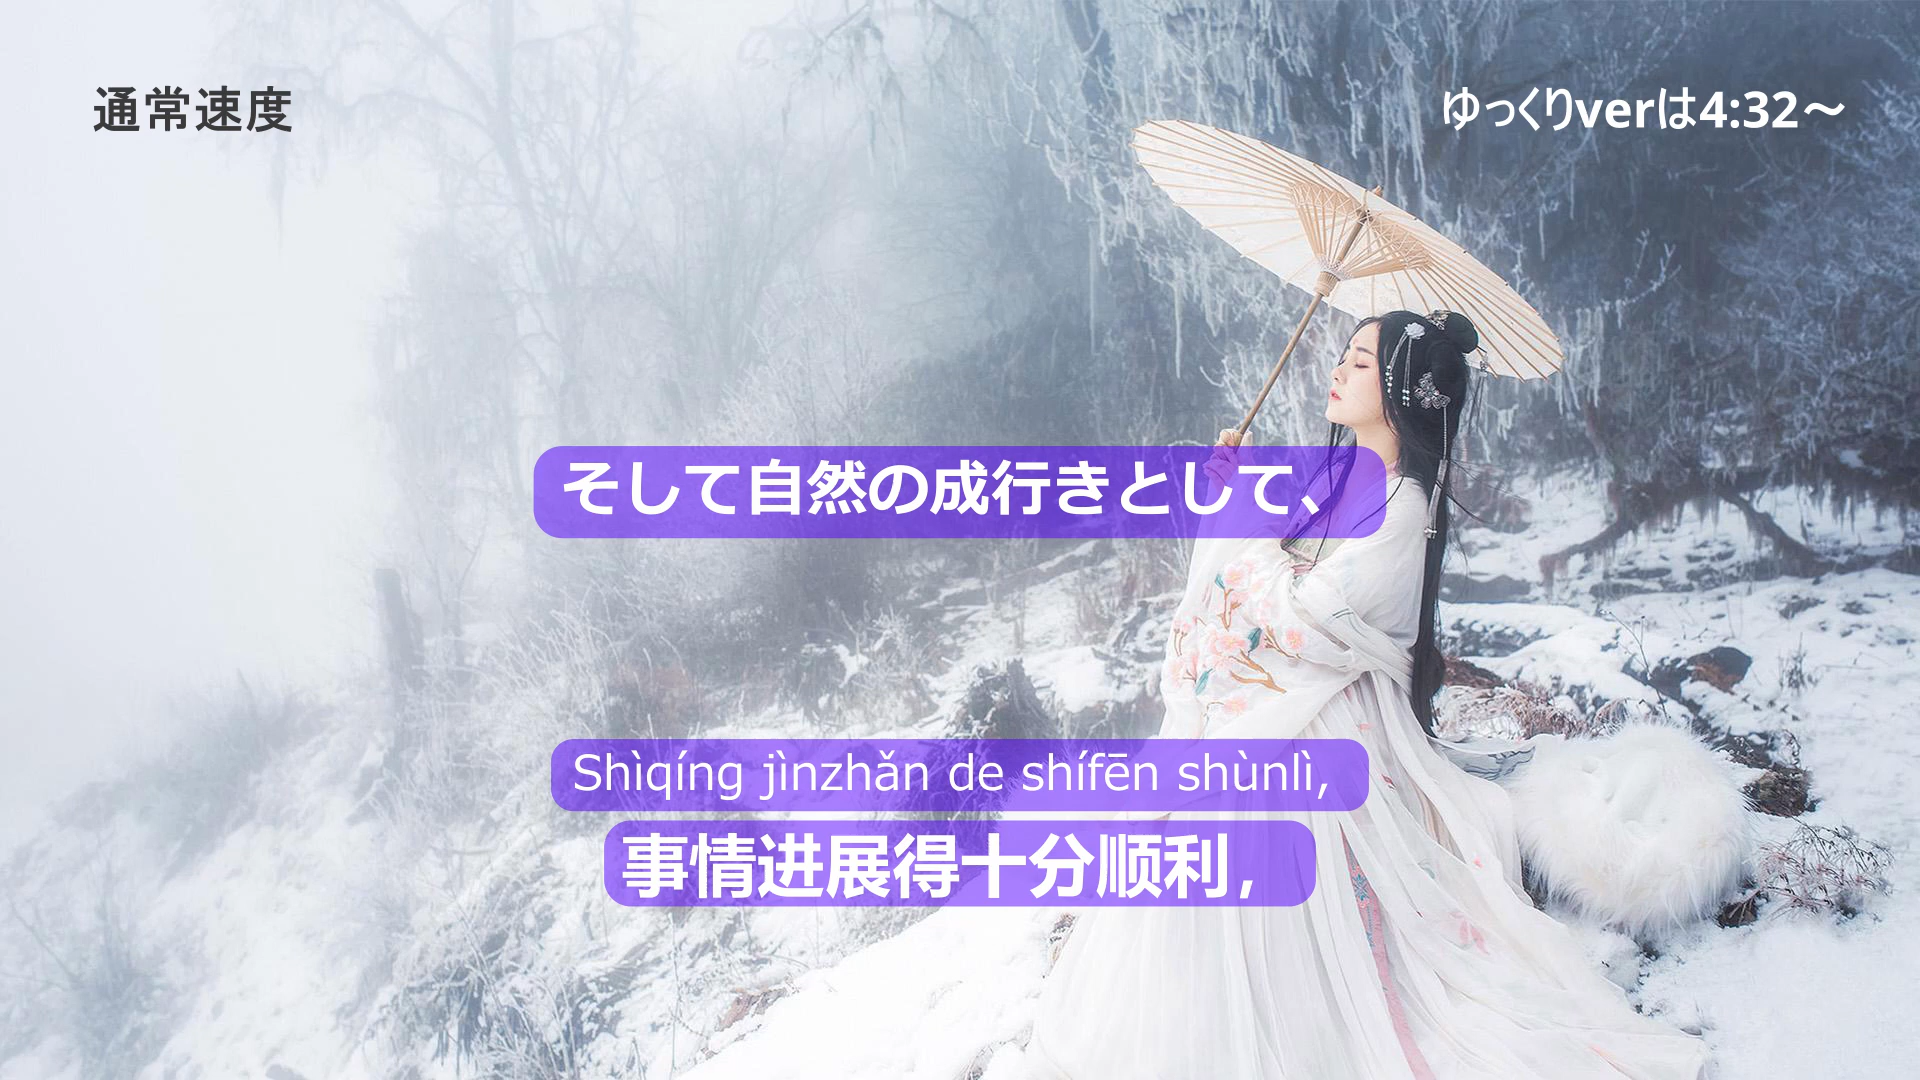 通常速度
ゆっくりverは4:32～
そして自然の成行きとして、
Shìqíng jìnzhǎn de shífēn shùnlì,
事情进展得十分顺利，